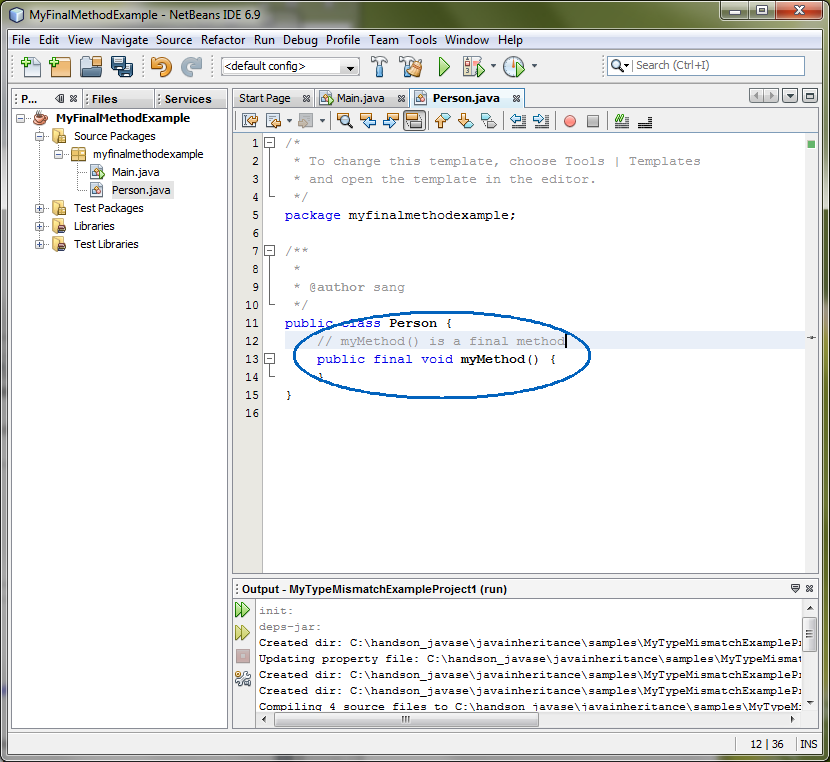 MyFinalMethodExample - NetBeans IDE 6.9
File Edit View Navigate Source Refactor Run Debug Profile Team Tools Window Help
<default config>
Search (Ctrl+I)
P... Files Services
Start Page Main.java Person.java
MyFinalMethodExample
Source Packages
myfinalmethodexample
Main.java
Person.java
Test Packages
Libraries
Test Libraries
1 /*
2 * To change this template, choose Tools | Templates
3 * and open the template in the editor.
4 */
5 package myfinalmethodexample;
6
7 /**
8 *
9 * @author sang
10 */
11 public class Person {
12 // myMethod() is a final method
13 public final void myMethod() {
14 }
15 }
16
Output - MyTypeMismatchExampleProject1 (run)
init:
deps-jar:
Created dir: C:\handson_javase\javainheritance\samples\MyTypeMismatchExamplePr
Updating property file: C:\handson_javase\javainheritance\samples\MyTypeMismat
Created dir: C:\handson_javase\javainheritance\samples\MyTypeMismatchExamplePr
Created dir: C:\handson_javase\javainheritance\samples\MyTypeMismatchExamplePr
Compiling 4 source files to C:\handson_javase\javainheritance\samples\MyTypeMi
12 | 36 INS